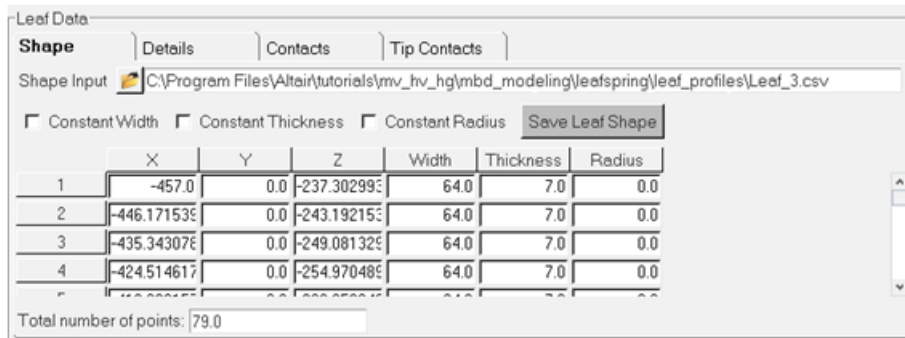 Leaf Data
Shape Details Contacts Tip Contacts
Shape Input C:\Program Files\Altair\tutorials\mv_hv_hg\mbd_modeling\leafspring\leaf_profiles\Leaf_3.csv
Constant Width Constant Thickness Constant Radius Save Leaf Shape
X Y Z Width Thickness Radius
1 -457.0 0.0 -237.302993 64.0 7.0 0.0
2 -446.171539 0.0 -243.192153 64.0 7.0 0.0
3 -435.343078 0.0 -249.081329 64.0 7.0 0.0
4 -424.514617 0.0 -254.970489 64.0 7.0 0.0
Total number of points: 79.0